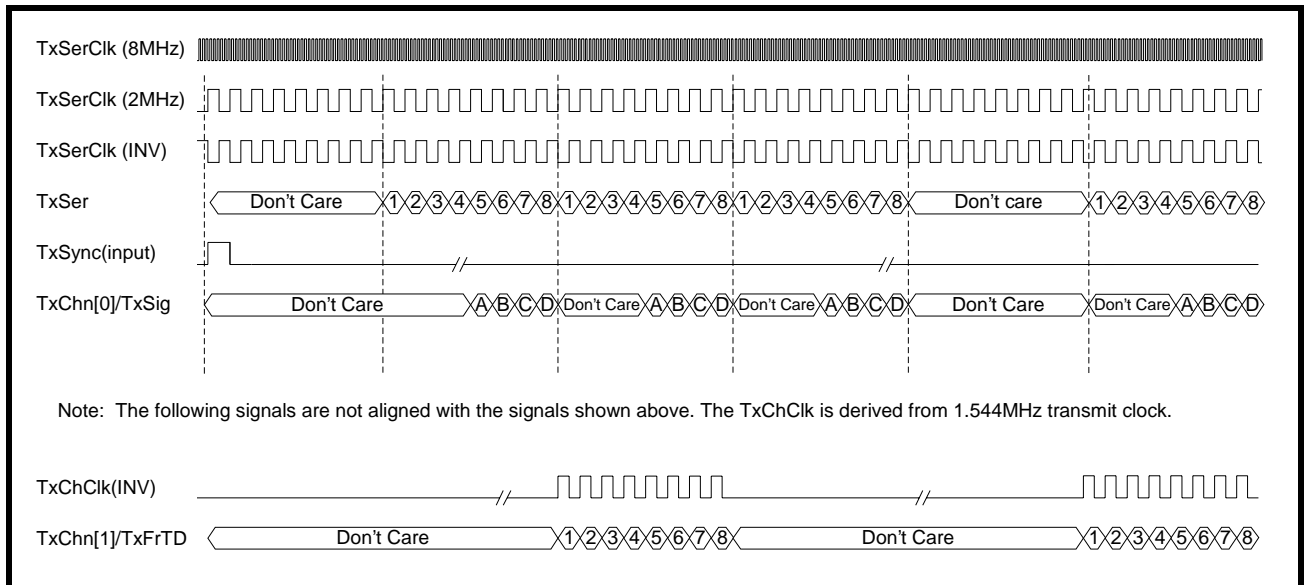 TxSerClk (8MHz)
TxSerClk (2MHz)
TxSerClk (INV)
TxSer Don't Care 1 2 3 4 5 6 7 8 1 2 3 4 5 6 7 8 1 2 3 4 5 6 7 8 Don't care 1 2 3 4 5 6 7 8
TxSync(input)
TxChn[0]/TxSig Don't Care A B C D Don't Care A B C D Don't Care A B C D Don't Care Don't Care A B C D
Note: The following signals are not aligned with the signals shown above. The TxChClk is derived from 1.544MHz transmit clock.
TxChClk(INV)
TxChn[1]/TxFrTD Don't Care 1 2 3 4 5 6 7 8 Don't Care 1 2 3 4 5 6 7 8